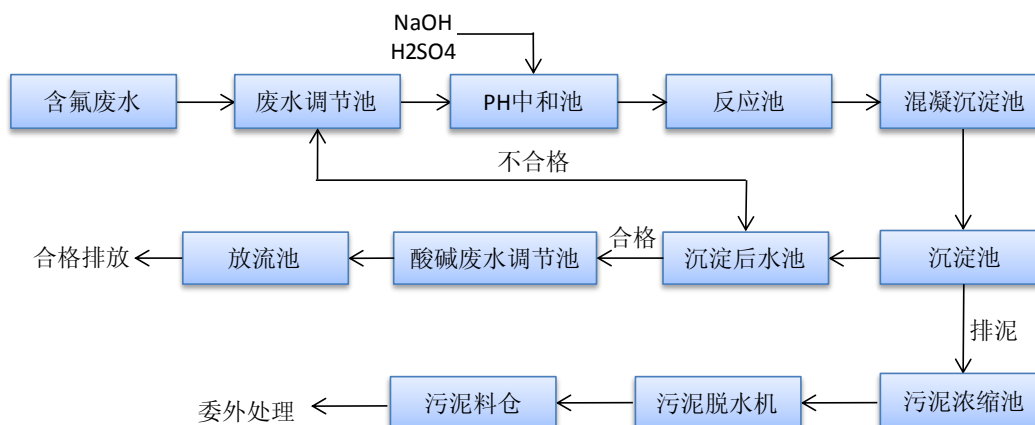 NaOH
H2SO4
含氟废水
废水调节池
PH中和池
反应池
混凝沉淀池
不合格
合格排放
放流池
酸碱废水调节池
合格
沉淀后水池
沉淀池
排泥
委外处理
污泥料仓
污泥脱水机
污泥浓缩池